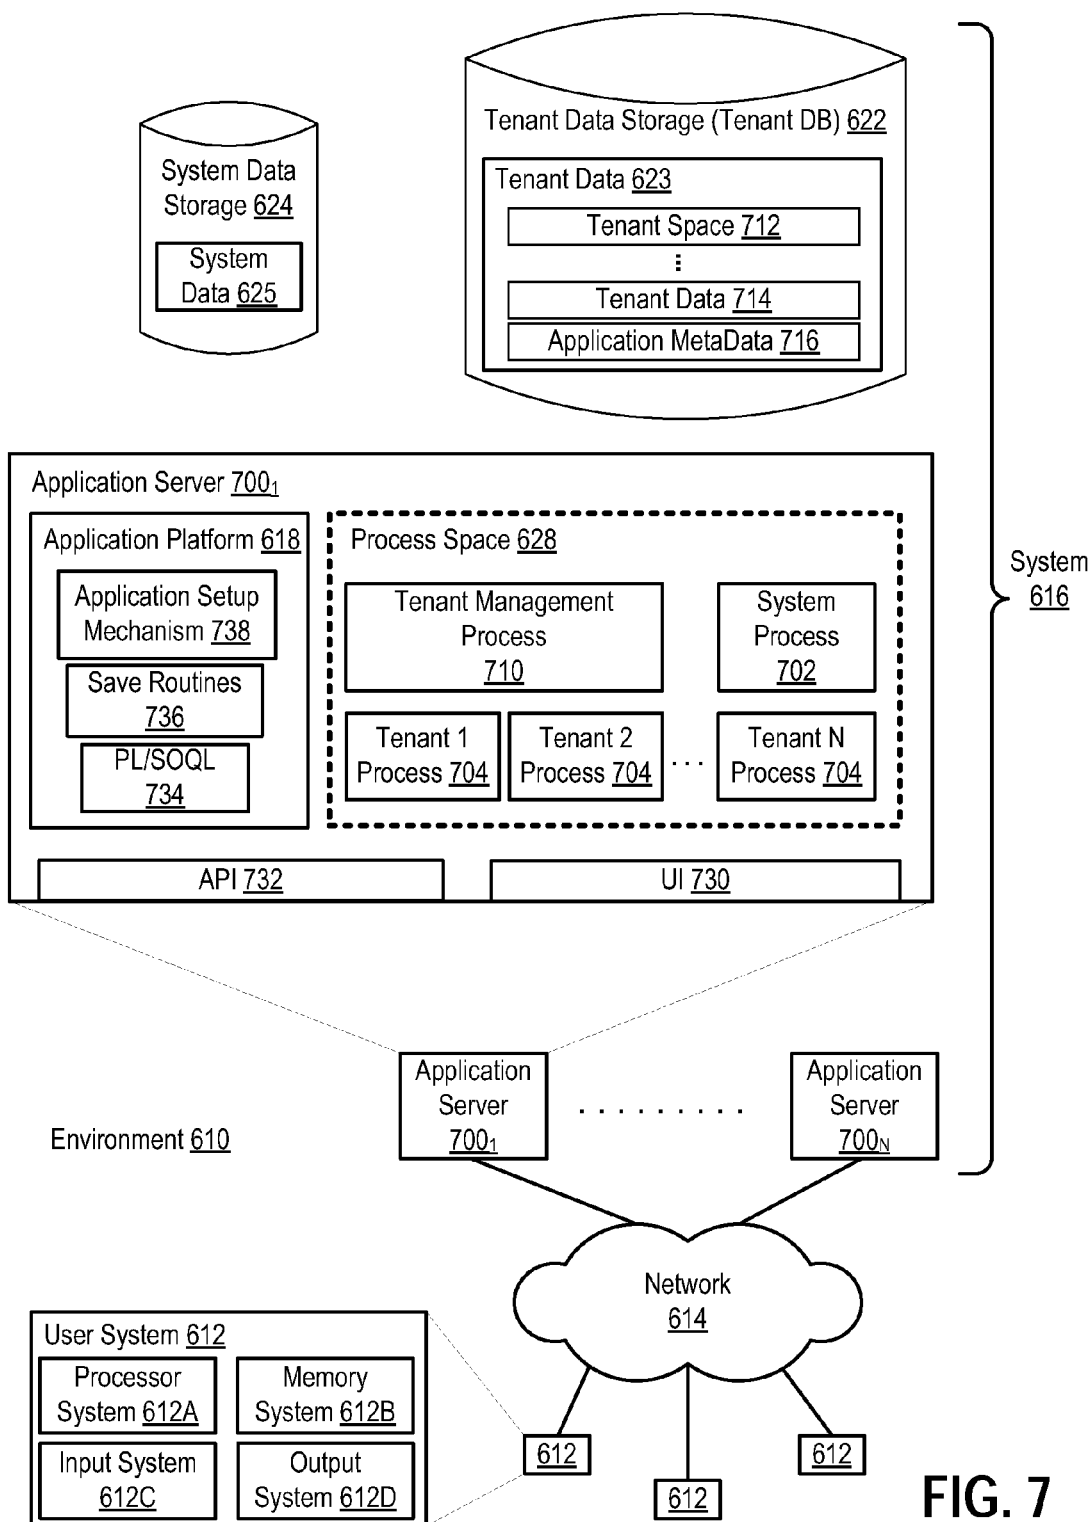 Tenant Data Storage (Tenant DB) 622
System Data
Storage 624
System
Data 625
Tenant Data 623
Tenant Space 712
Tenant Data 714
Application MetaData 716
Application Server 700₁
Application Platform 618
Application Setup
Mechanism 738
Save Routines
736
PL/SOQL
734
Process Space 628
Tenant Management
Process
710
System
Process
702
Tenant 1
Process 704
Tenant 2
Process 704
. . .
Tenant N
Process 704
API 732
UI 730
System
616
Application
Server
700₁
. . . . . . . . . .
Application
Server
700N
Environment 610
Network
614
User System 612
Processor
System 612A
Memory
System 612B
Input System
612C
Output
System 612D
612
612
612
FIG. 7